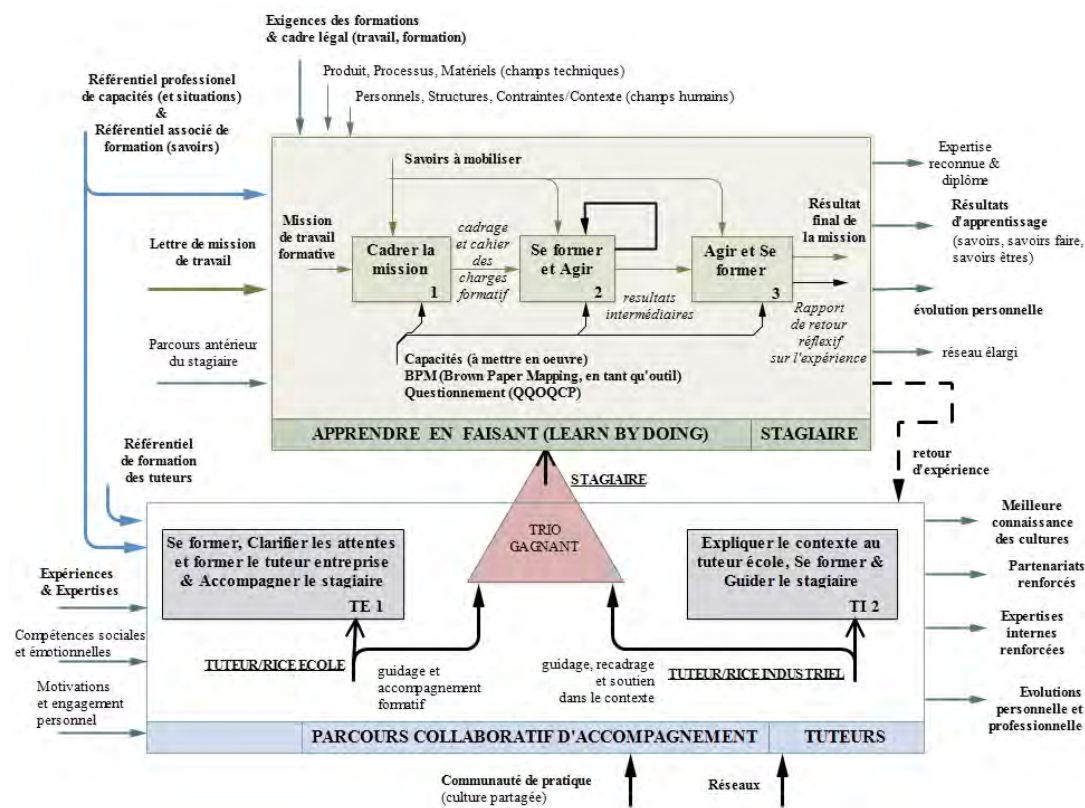 Exigences des formations
& cadre légal (travail, formation)
Produit, Processus, Matériels (champs techniques)
Personnels, Structures, Contraintes/Contexte (champs humains)
Référentiel professionel
de capacités (et situations)
&
Référentiel associé de
formation (savoirs)
Lettre de mission
de travail
Parcours antérieur
du stagiaire
Savoirs à mobiliser
Mission
de travail
formative
Cadrer la
mission
1
cadrage
et cahier
des
charges
formatif
Se former
et Agir
2
resultats
intermédiaires
Agir et Se
former
3
Résultat
final de
la mission
Rapport
de retour
réflexif
sur l'expérience
Capacités (à mettre en oeuvre)
BPM (Brown Paper Mapping, en tant qu'outil)
Questionnement (QQOQCP)
APPRENDRE EN FAISANT (LEARN BY DOING)
STAGIAIRE
Expertise
reconnue &
diplôme
Résultats
d'apprentissage
(savoirs, savoirs faire,
savoirs êtres)
évolution personnelle
réseau élargi
retour
d'expérience
Référentiel
de formation
des tuteurs
Expériences
& Expertises
Compétences sociales
et émotionnelles
Motivations
et engagement
personnel
STAGIAIRE
TRIO
GAGNANT
Se former, Clarifier les attentes
et former le tuteur entreprise
& Accompagner le stagiaire
TE 1
TUTEUR/RICE ECOLE
guidage et
accompagnement
formatif
Expliquer le contexte au
tuteur école, Se former &
Guider le stagiaire
TI 2
guidage, recadrage
et soutien
dans le contexte
TUTEUR/RICE INDUSTRIEL
PARCOURS COLLABORATIF D'ACCOMPAGNEMENT
TUTEURS
Meilleure
connaissance
des cultures
Partenariats
renforcés
Expertises
internes
renforcées
Evolutions
personnelle et
professionnelle
Communauté de pratique
(culture partagée)
Réseaux